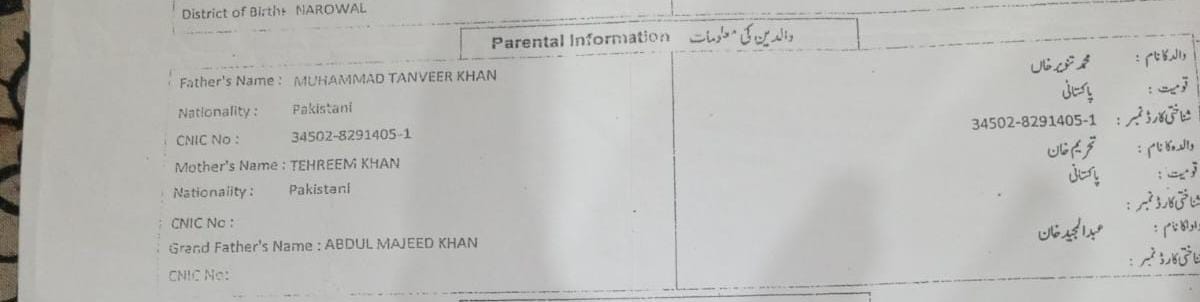 District of Birth: NAROWAL
Parental Information والدین کی معلومات
Father's Name : MUHAMMAD TANVEER KHAN
والد کا نام : محمد تنویر خاں
Nationality : Pakistani
قومیت : پاکستانی
CNIC No : 34502-8291405-1
شناختی کارڈ نمبر : 34502-8291405-1
Mother's Name : TEHREEM KHAN
والدہ کا نام : تحریم خان
Nationality : Pakistani
قومیت : پاکستانی
CNIC No :
شناختی کارڈ نمبر :
Grand Father's Name : ABDUL MAJEED KHAN
دادا کا نام : عبدالمجید خان
CNIC No:
شناختی کارڈ نمبر :